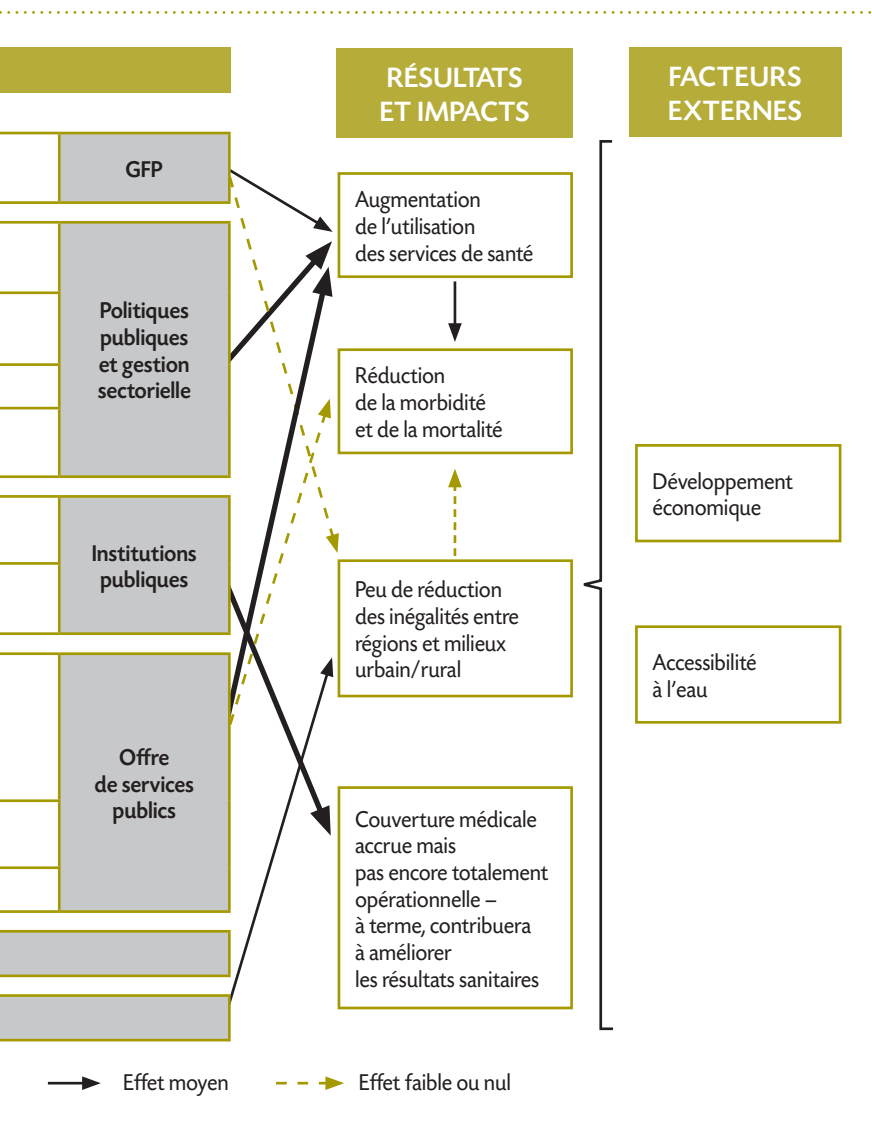 RÉSULTATS
ET IMPACTS
FACTEURS
EXTERNES
GFP
Politiques
publiques
et gestion
sectorielle
Institutions
publiques
Offre
de services
publics
Augmentation
de l'utilisation
des services de santé
Réduction
de la morbidité
et de la mortalité
Peu de réduction
des inégalités entre
régions et milieux
urbain/rural
Couverture médicale
accrue mais
pas encore totalement
opérationnelle –
à terme, contribuera
à améliorer
les résultats sanitaires
Développement
économique
Accessibilité
à l'eau
Effet moyen
Effet faible ou nul